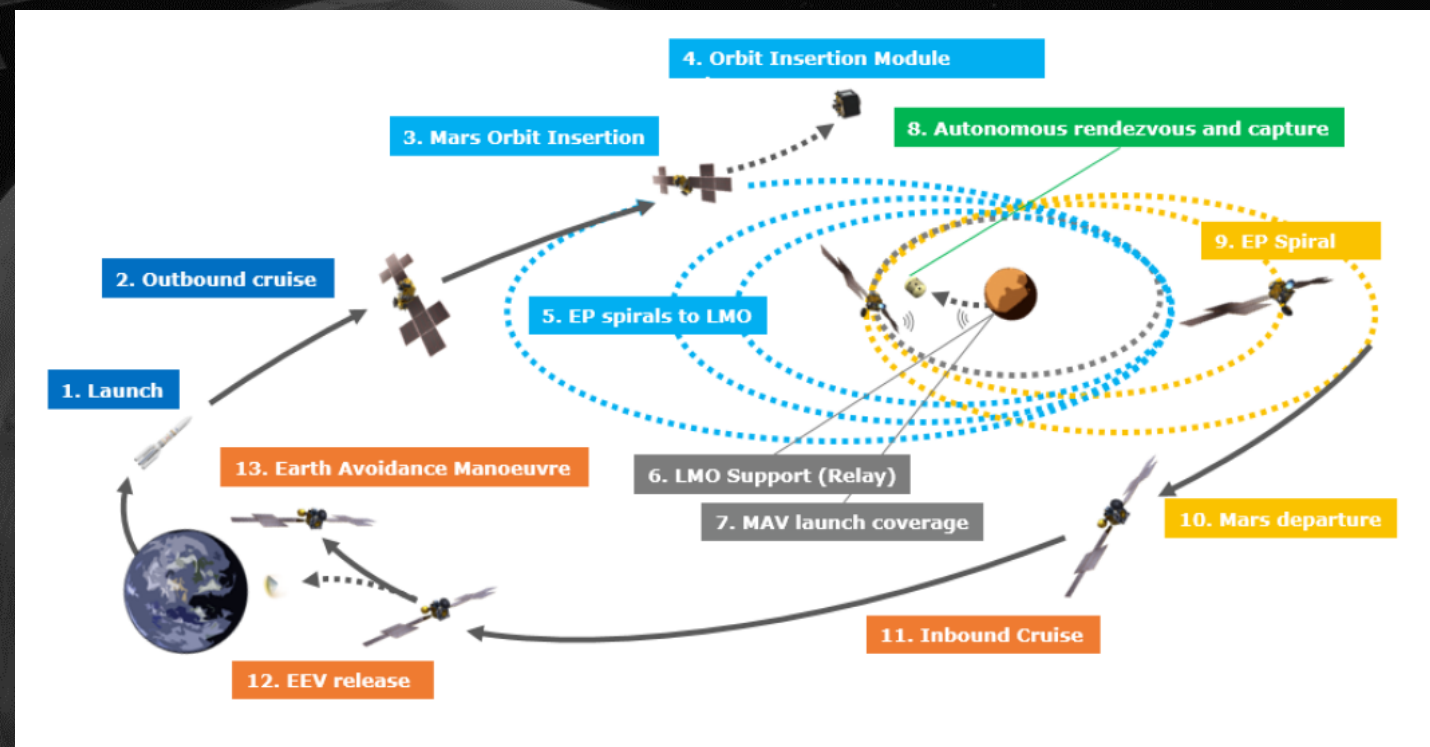 1. Launch
2. Outbound cruise
3. Mars Orbit Insertion
4. Orbit Insertion Module
5. EP spirals to LMO
6. LMO Support (Relay)
7. MAV launch coverage
8. Autonomous rendezvous and capture
9. EP Spiral
10. Mars departure
11. Inbound Cruise
12. EEV release
13. Earth Avoidance Manoeuvre